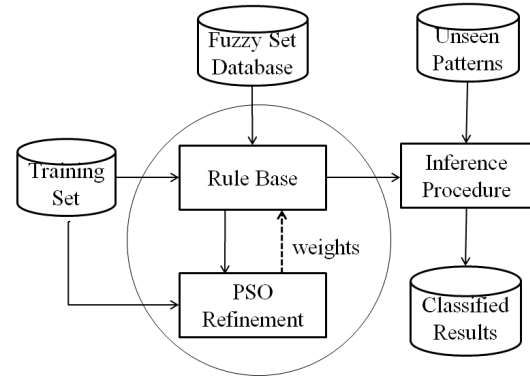 Fuzzy Set
Database
Unseen
Patterns
Training
Set
Rule Base
Inference
Procedure
weights
PSO
Refinement
Classified
Results